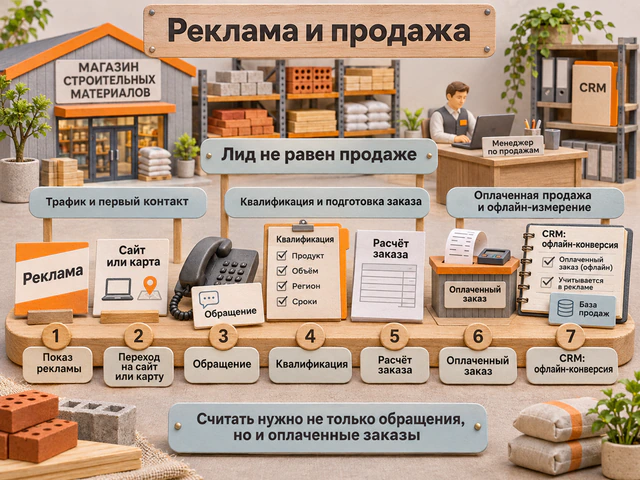 Реклама и продажа
МАГАЗИН
СТРОИТЕЛЬНЫХ
МАТЕРИАЛОВ
CRM
Менеджер
по продажам
Лид не равен продаже
Трафик и первый контакт
Квалификация и подготовка заказа
Оплаченная продажа
и офлайн-измерение
Реклама
Сайт
или карта
Обращение
Квалификация
Продукт
Объём
Регион
Сроки
Расчёт
заказа
Оплаченный
заказ
CRM:
офлайн-конверсия
Оплаченный
заказ (офлайн)
Учитывается
в рекламе
База
продаж
1
Показ
рекламы
2
Переход
на сайт
или карту
3
Обращение
4
Квалификация
5
Расчёт
заказа
6
Оплаченный
заказ
7
CRM:
офлайн-конверсия
Считать нужно не только обращения,
но и оплаченные заказы